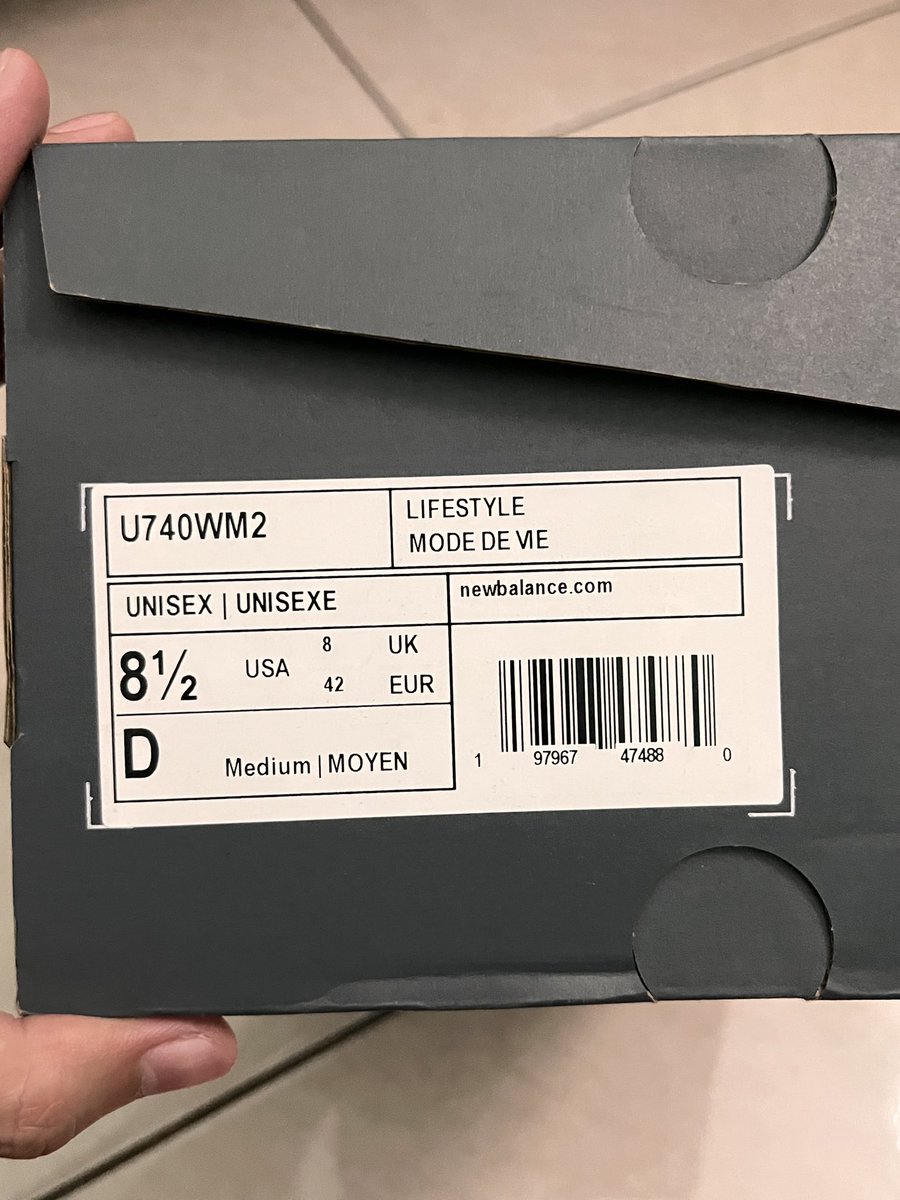 U740WM2
LIFESTYLE
MODE DE VIE
UNISEX | UNISEXE
newbalance.com
8½ USA 8 UK
42 EUR
D Medium | MOYEN
1 97967 47488 0